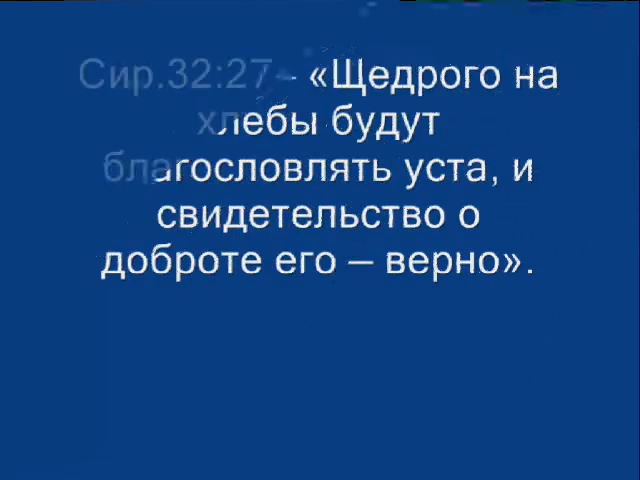 Сир.32:27 – «Щедрого на
хлебы будут
благословлять уста, и
свидетельство о
доброте его – верно».